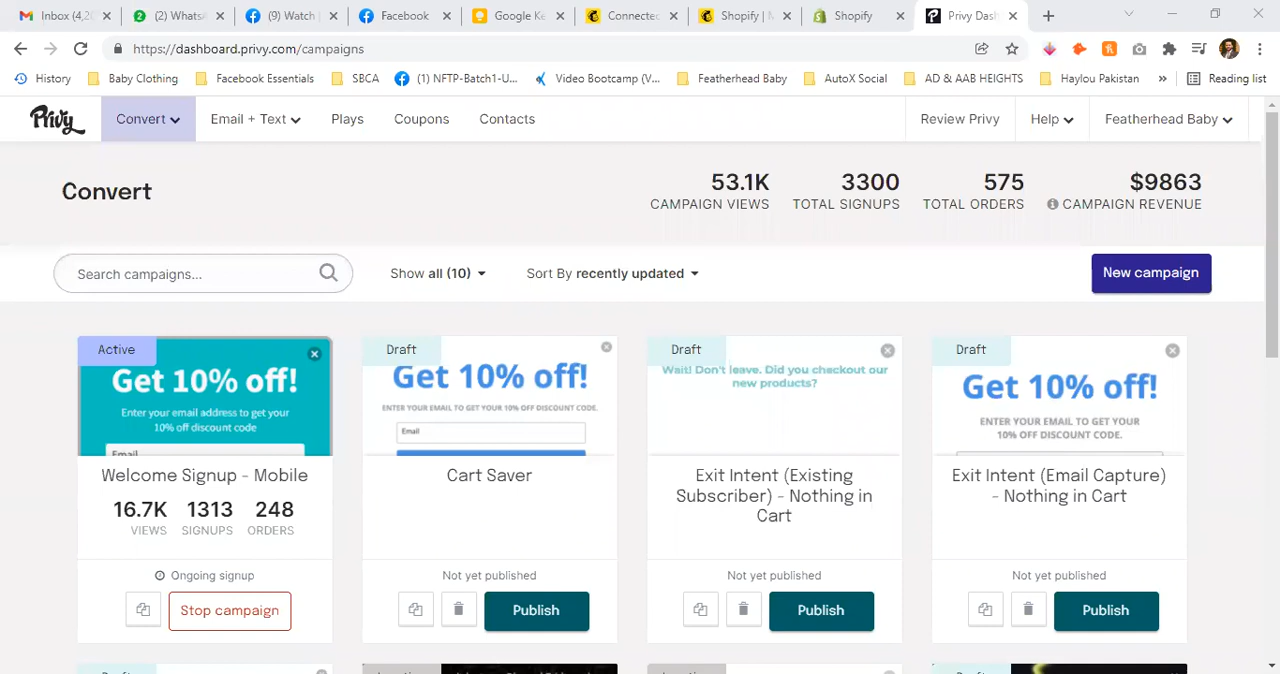 Inbox (4,2
(2) Whats
(9) Watch |
Facebook
Google Ke
Connected
Shopify | M
Shopify
Privy Dash
https://dashboard.privy.com/campaigns
History
Baby Clothing
Facebook Essentials
SBCA
(1) NFTP-Batch1-U...
Video Bootcamp (V...
Featherhead Baby
AutoX Social
AD & AAB HEIGHTS
Haylou Pakistan
»
Reading list
Privy
Convert
Email + Text
Plays
Coupons
Contacts
Review Privy
Help
Featherhead Baby
Convert
53.1K
CAMPAIGN VIEWS
3300
TOTAL SIGNUPS
575
TOTAL ORDERS
$9863
CAMPAIGN REVENUE
Search campaigns...
Show all (10)
Sort By recently updated
New campaign
Active
Get 10% off!
Enter your email address to get your
10% off discount code
Email
Welcome Signup - Mobile
16.7K
VIEWS
1313
SIGNUPS
248
ORDERS
Ongoing signup
Stop campaign
Draft
Get 10% off!
ENTER YOUR EMAIL TO GET YOUR 10% OFF DISCOUNT CODE.
Email
Cart Saver
Not yet published
Publish
Draft
Wait! Don't leave. Did you checkout our
new products?
Exit Intent (Existing
Subscriber) - Nothing in
Cart
Not yet published
Publish
Draft
Get 10% off!
ENTER YOUR EMAIL TO GET YOUR
10% OFF DISCOUNT CODE.
Exit Intent (Email Capture)
- Nothing in Cart
Not yet published
Publish